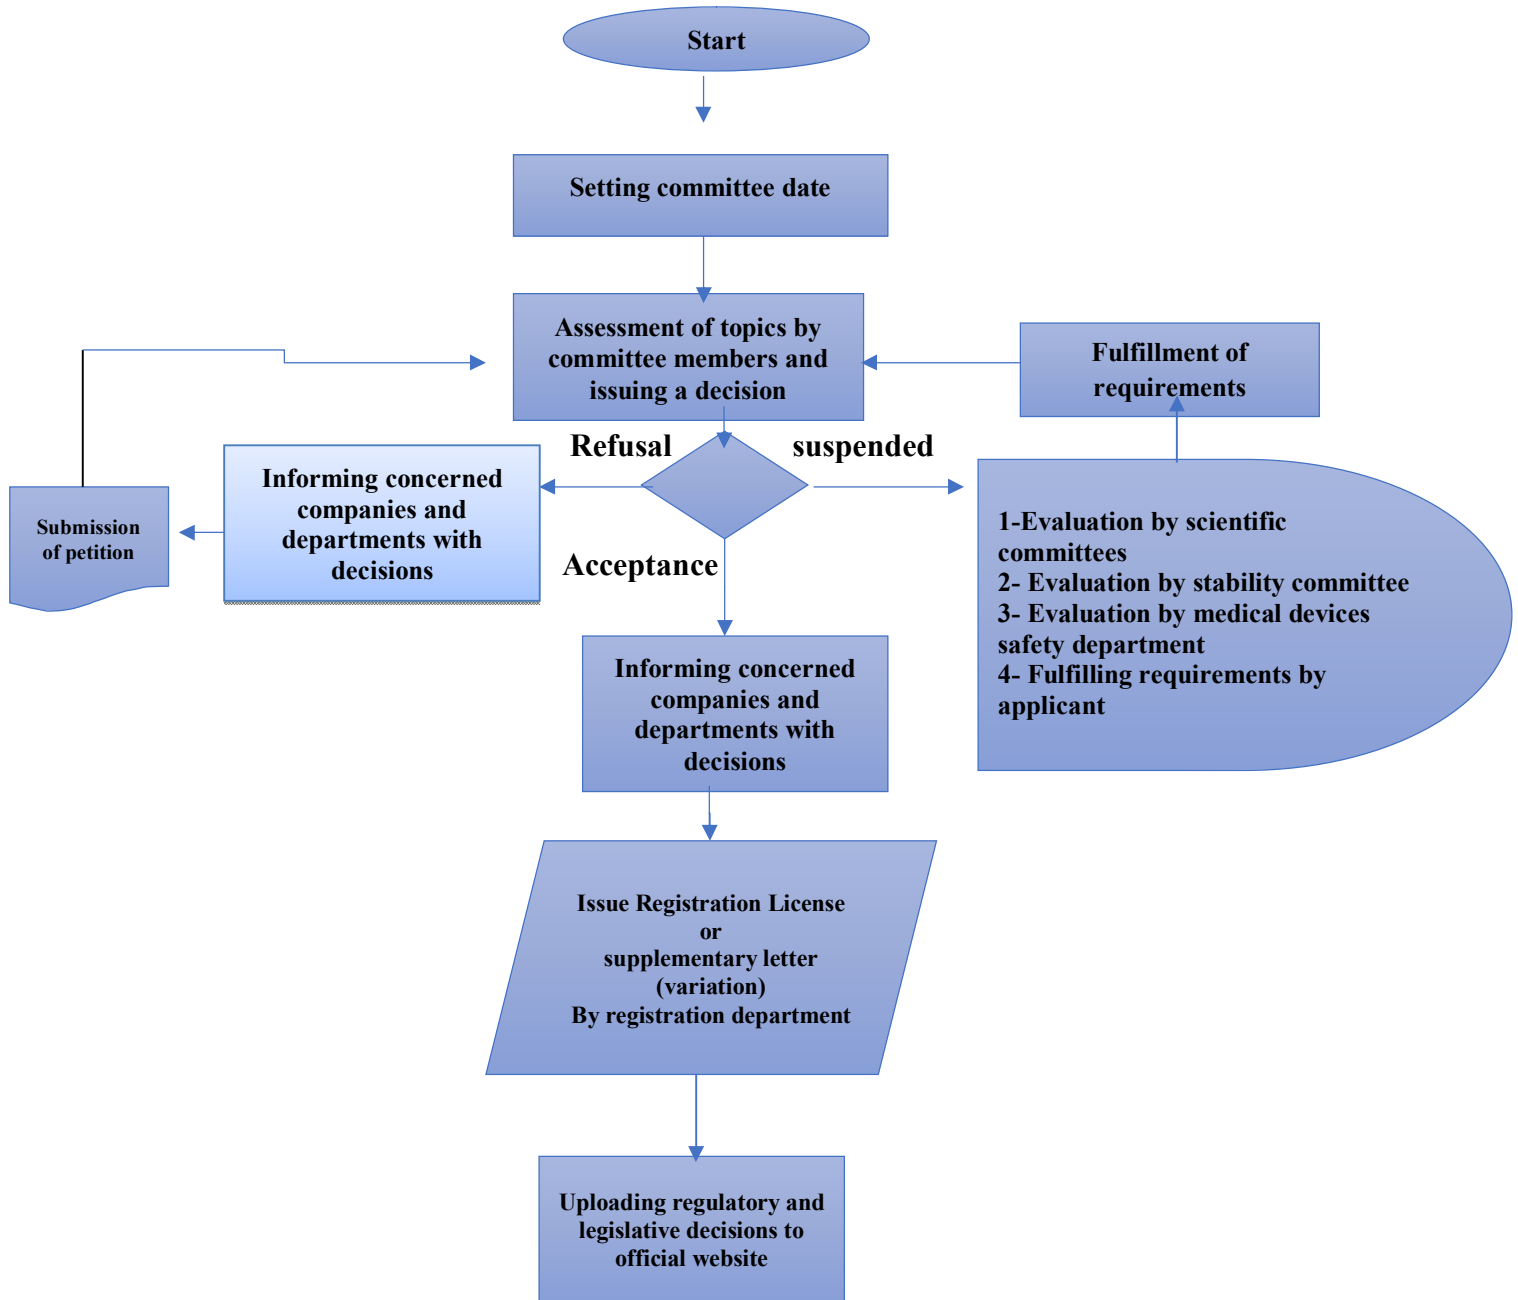 Start
Setting committee date
Assessment of topics by
committee members and
issuing a decision
Fulfillment of
requirements
Refusal
suspended
Informing concerned
companies and
departments with
decisions
Submission
of petition
1-Evaluation by scientific
committees
2- Evaluation by stability committee
3- Evaluation by medical devices
safety department
4- Fulfilling requirements by
applicant
Acceptance
Informing concerned
companies and
departments with
decisions
Issue Registration License
or
supplementary letter
(variation)
By registration department
Uploading regulatory and
legislative decisions to
official website